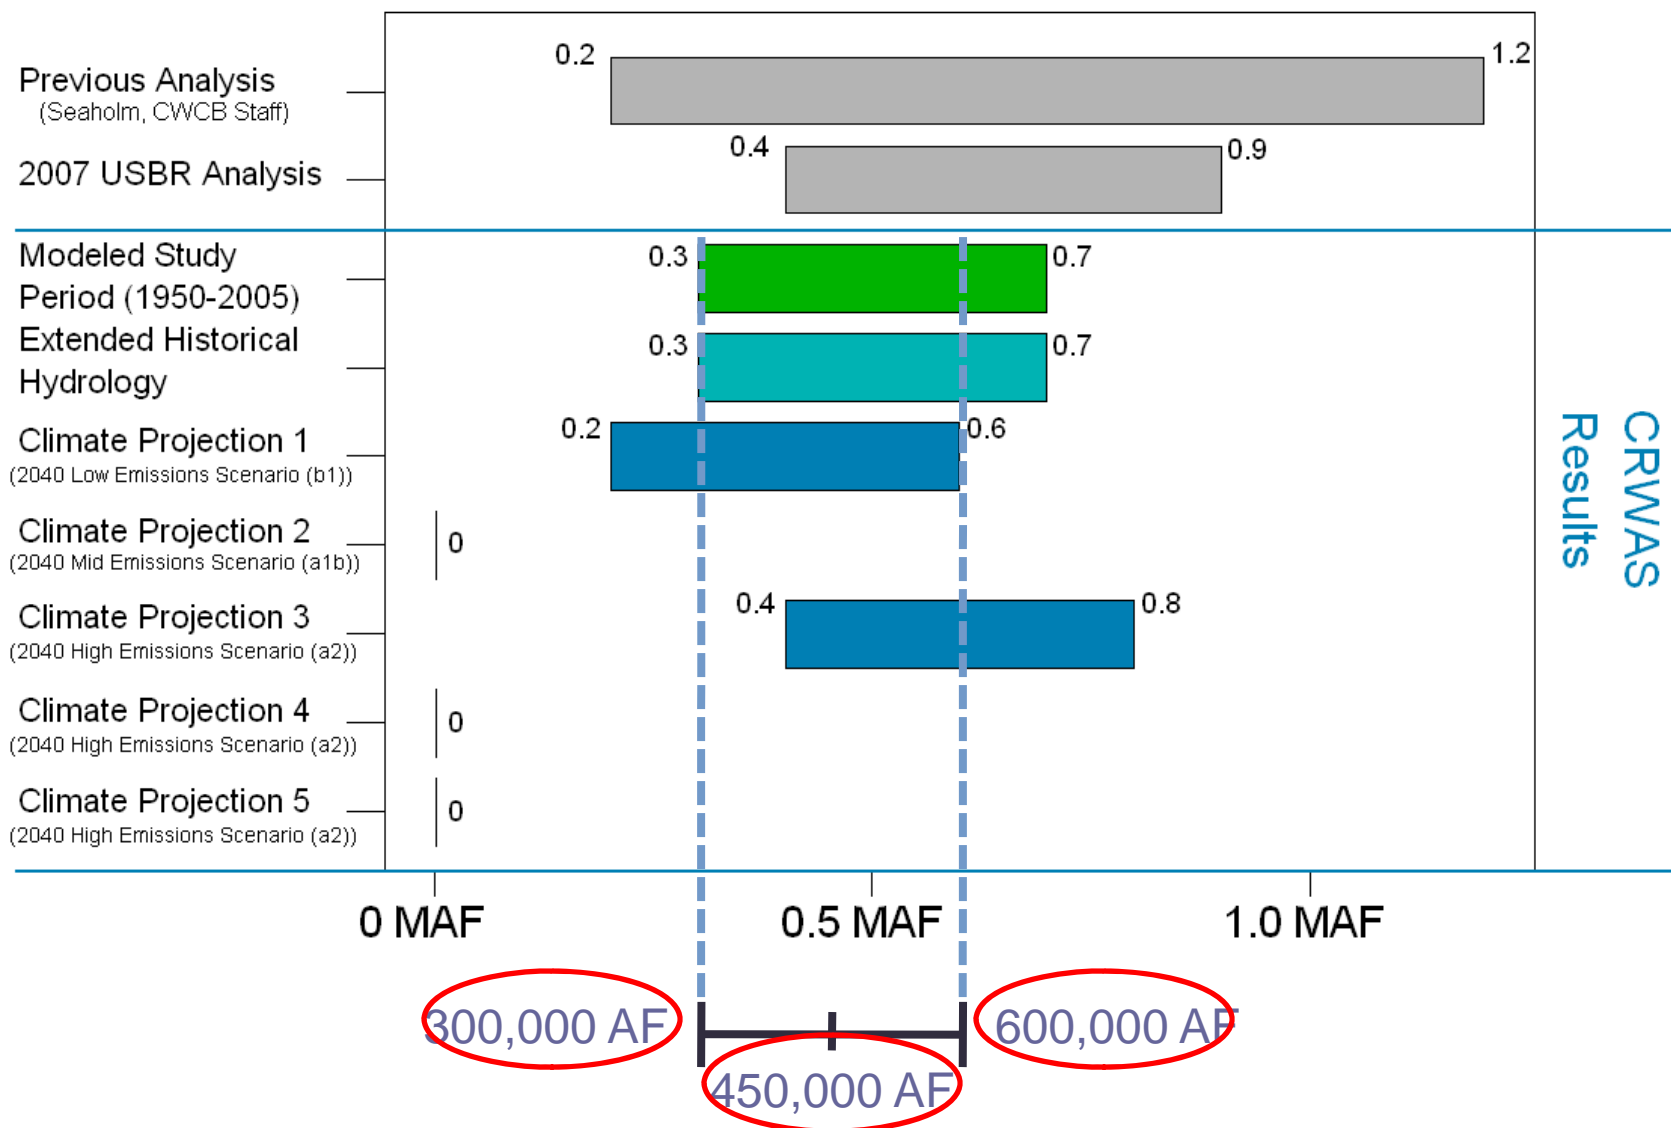 0.2
1.2
Previous Analysis
(Seaholm, CWCB Staff)
0.4
0.9
2007 USBR Analysis
Modeled Study
Period (1950-2005)
0.3
0.7
Extended Historical
Hydrology
0.3
0.7
Climate Projection 1
(2040 Low Emissions Scenario (b1))
0.2
0.6
Climate Projection 2
(2040 Mid Emissions Scenario (a1b))
0
Climate Projection 3
(2040 High Emissions Scenario (a2))
0.4
0.8
Climate Projection 4
(2040 High Emissions Scenario (a2))
0
Climate Projection 5
(2040 High Emissions Scenario (a2))
0
CRWAS
Results
0 MAF
0.5 MAF
1.0 MAF
300,000 AF
600,000 AF
450,000 AF